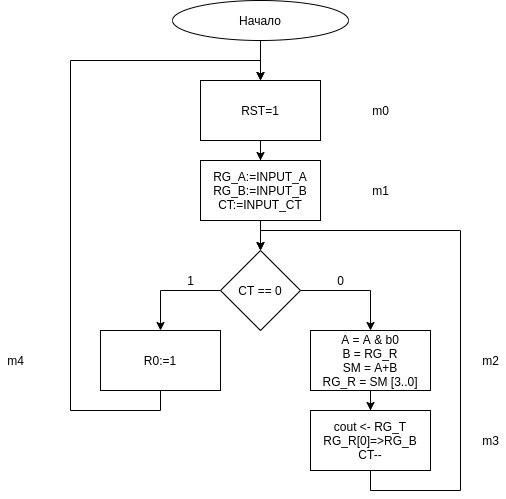 Начало
RST=1
m0
RG_A:=INPUT_A
RG_B:=INPUT_B
CT:=INPUT_CT
m1
CT == 0
1
0
R0:=1
m4
A = A & b0
B = RG_R
SM = A+B
RG_R = SM [3..0]
m2
cout <- RG_T
RG_R[0]=>RG_B
CT--
m3